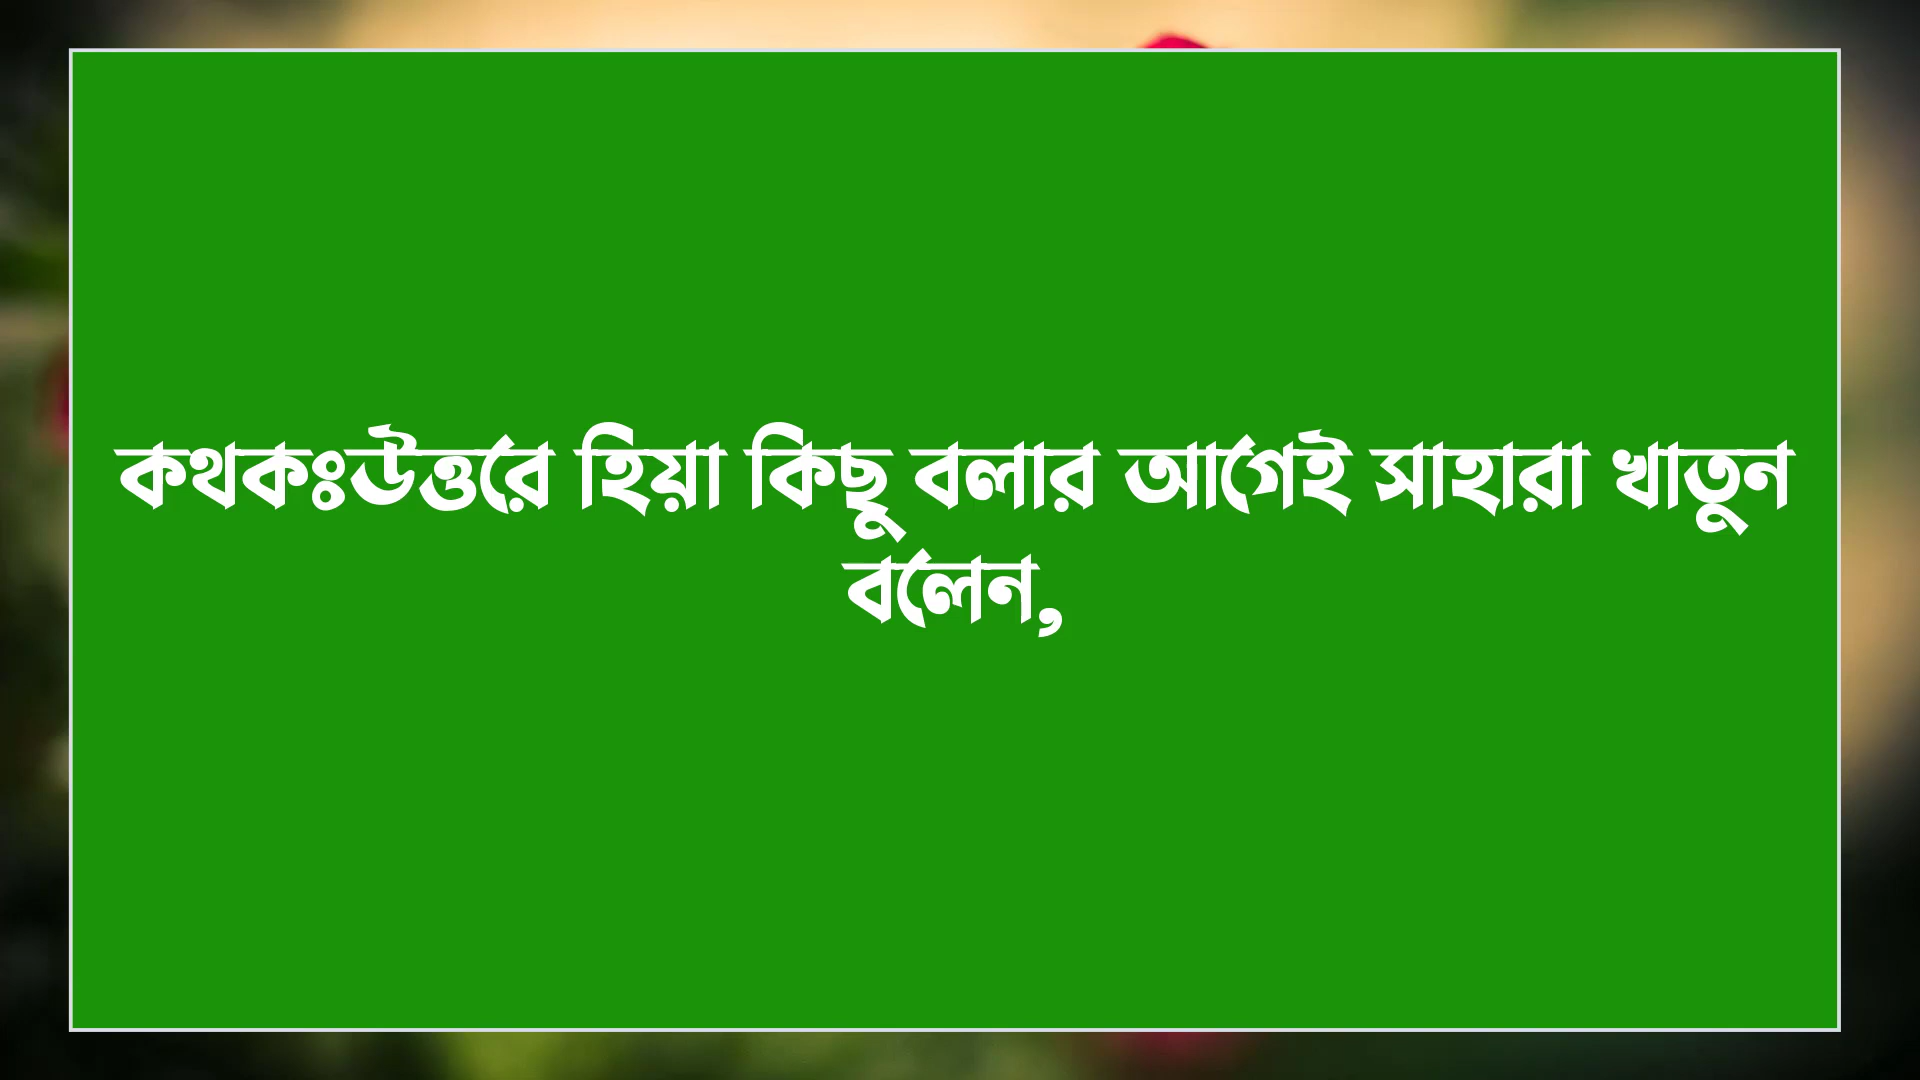 কথকঃউত্তরে হিয়া কিছু বলার আগেই সাহারা খাতুন
বলেন,